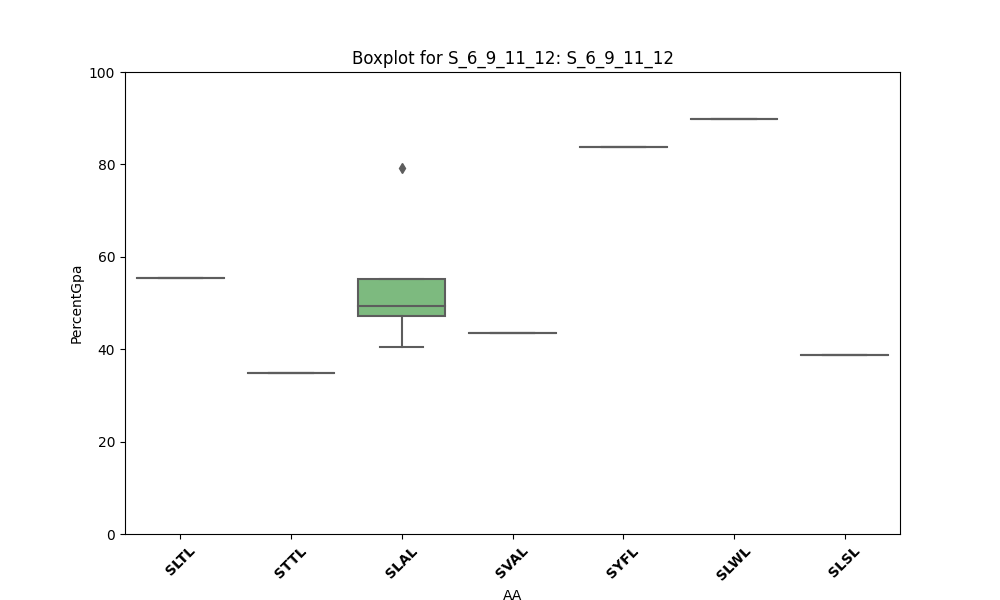 Boxplot for S_6_9_11_12: S_6_9_11_12
100
80
60
40
20
0
PercentGpa
SLTL
STTL
SLAL
SVAL
SYFL
SLWL
SLSL
AA